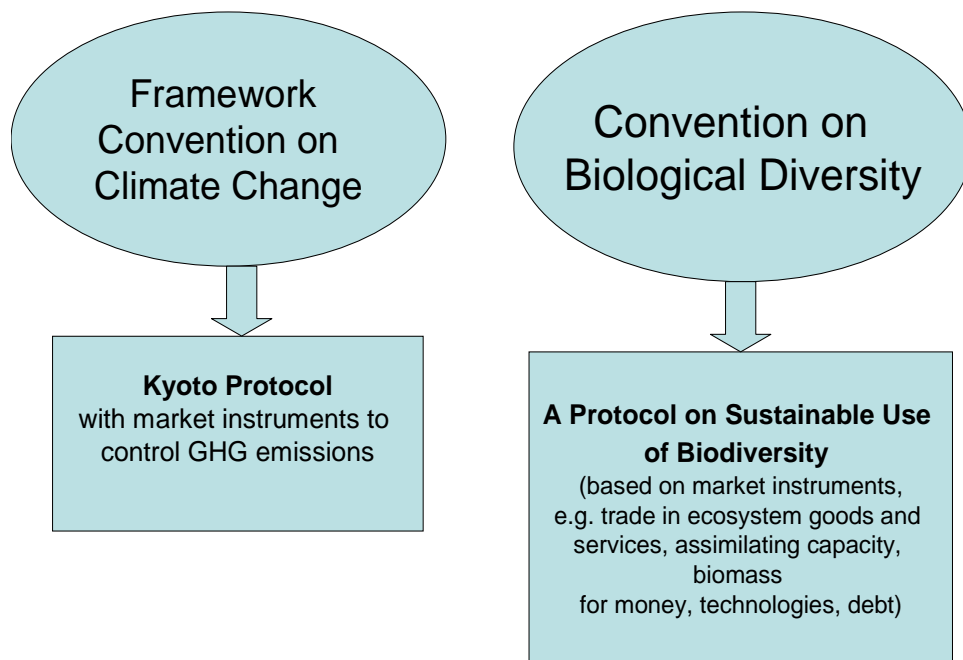 Framework
Convention on
Climate Change
Kyoto Protocol
with market instruments to
control GHG emissions
Convention on
Biological Diversity
A Protocol on Sustainable Use
of Biodiversity
(based on market instruments,
e.g. trade in ecosystem goods and
services, assimilating capacity,
biomass
for money, technologies, debt)